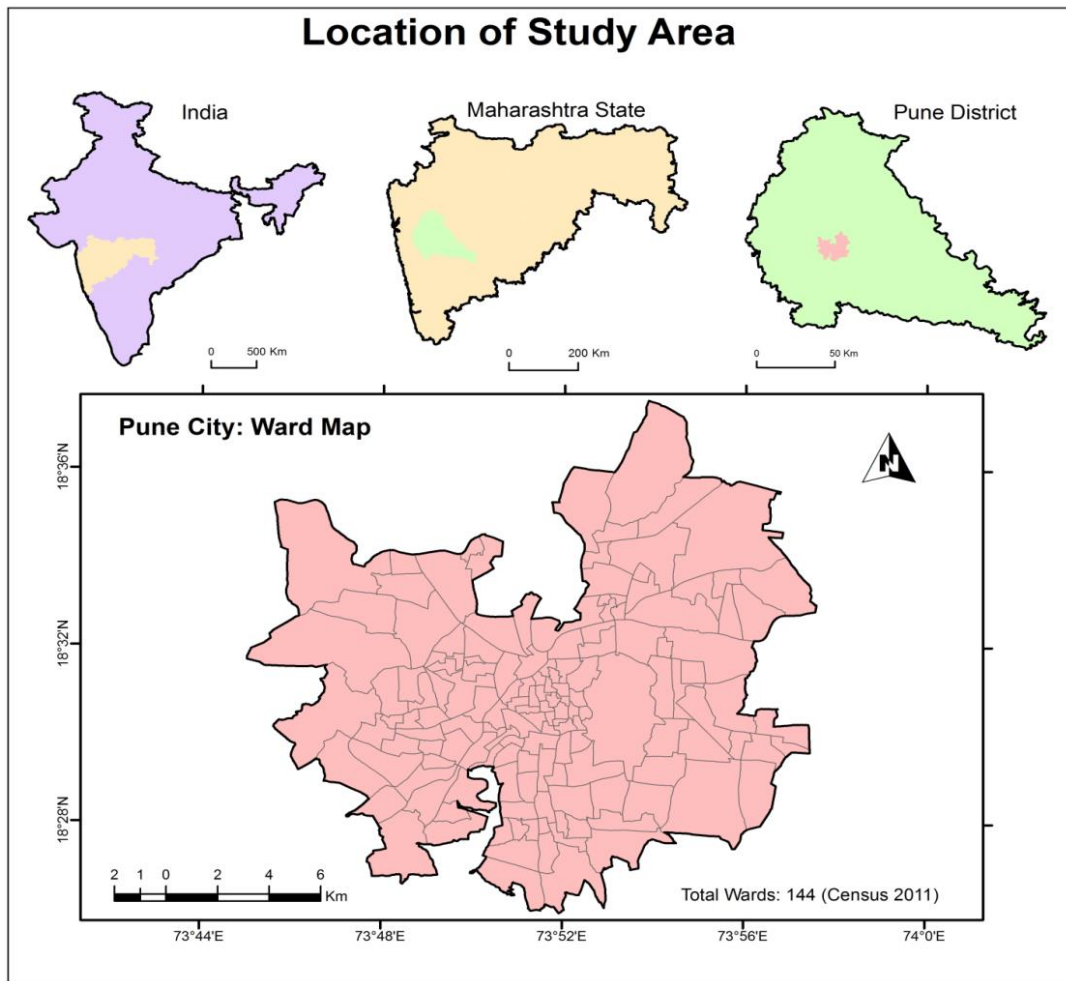 Location of Study Area
India
Maharashtra State
Pune District
0 500 Km
0 200 Km
0 50 Km
Pune City: Ward Map
N
18°36'N
18°32'N
18°28'N
2 1 0 2 4 6
Km
Total Wards: 144 (Census 2011)
73°44'E 73°48'E 73°52'E 73°56'E 74°0'E